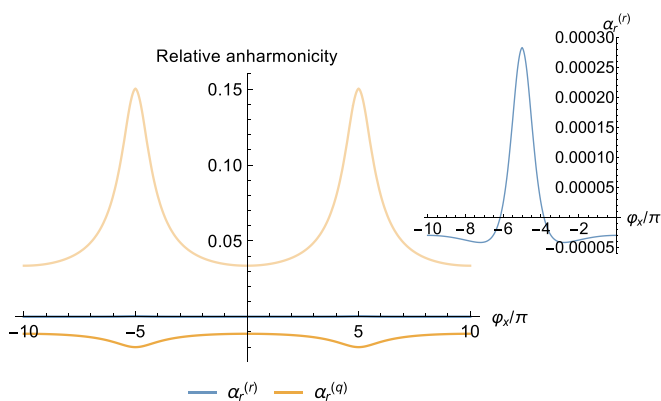 Relative anharmonicity
0.15
0.10
0.05
−10 −5 5 10 φx/π
αr(r)
0.00030
0.00025
0.00020
0.00015
0.00010
0.00005
−10 −8 −6 −4 −2 φx/π
−0.00005
αr(r) αr(q)